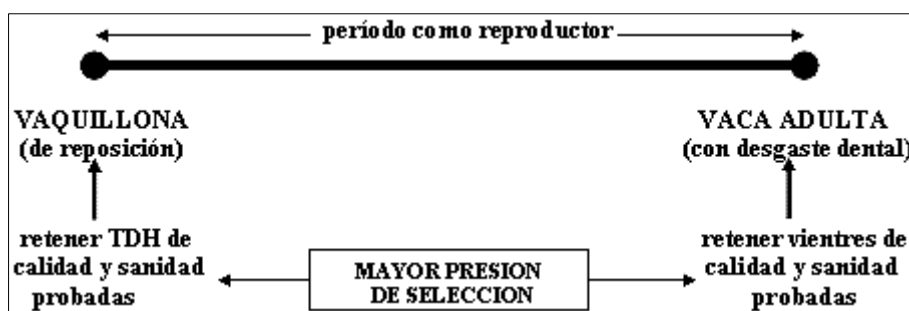 período como reproductor
VAQUILLONA
(de reposición)
VACA ADULTA
(con desgaste dental)
retener TDH de
calidad y sanidad
probadas
MAYOR PRESION
DE SELECCION
retener vientres de
calidad y sanidad
probadas